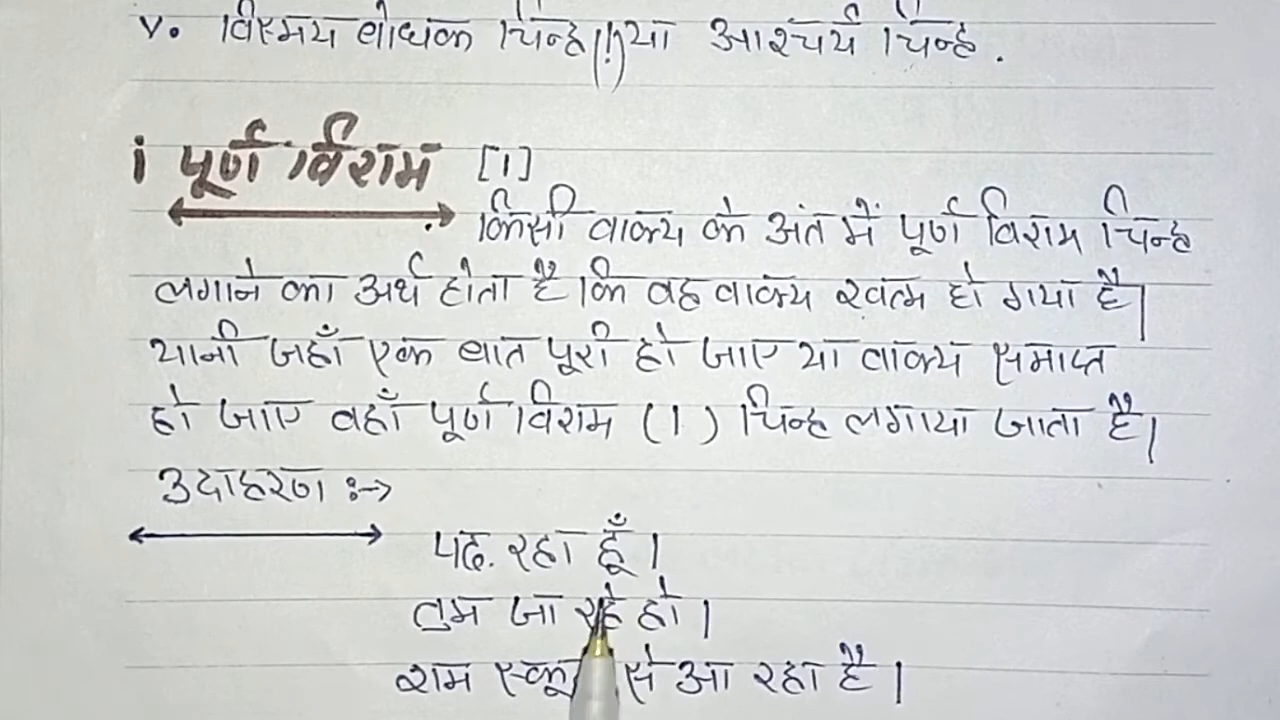 v. विस्मय बोधक चिन्ह (!) या आश्चर्य चिन्ह.
i पूर्ण विराम [।]
किसी वाक्य के अंत में पूर्ण विराम चिन्ह
लगाने का अर्थ होता है कि वह वाक्य खत्म हो गया है।
यानी जहाँ एक बात पूरी हो जाए या वाक्य समाप्त
हो जाए वहाँ पूर्ण विराम (।) चिन्ह लगाया जाता है।
उदाहरण :->
पढ़ रहा हूँ।
तुम जा रहे हो।
राम से आ रहा है।